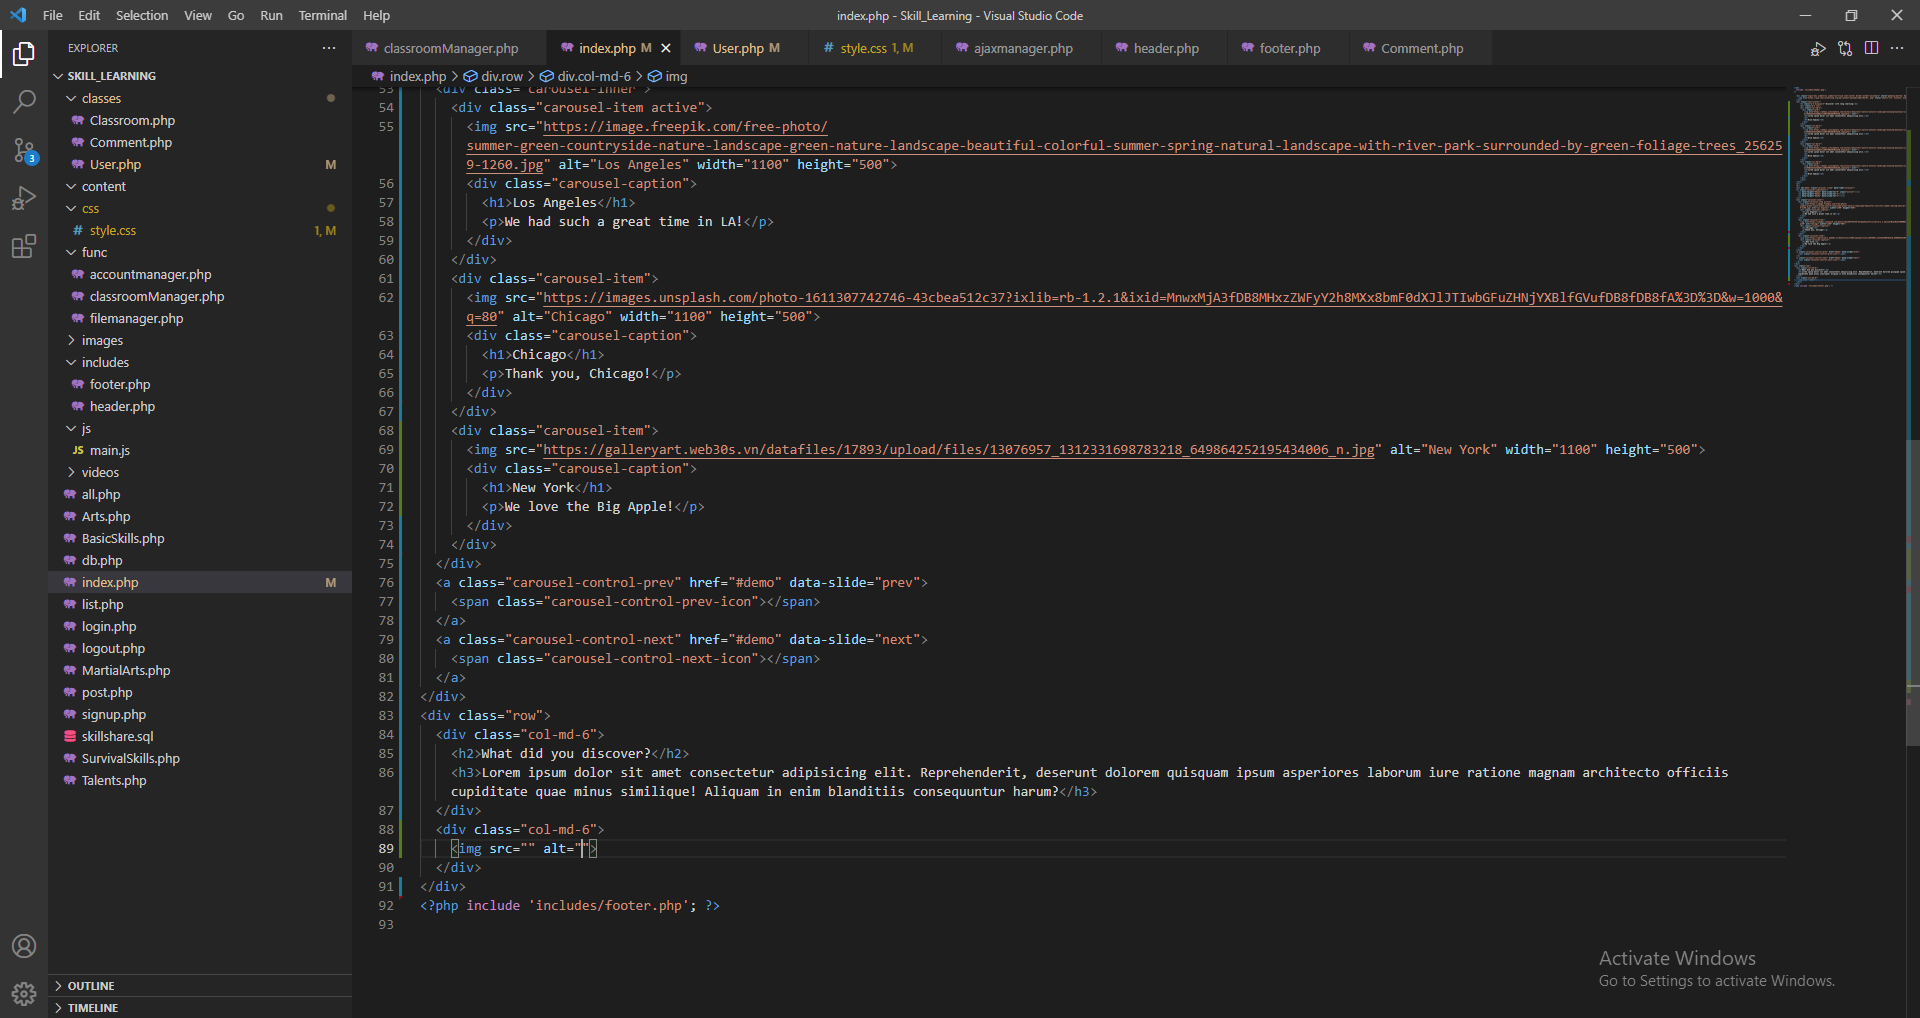 File Edit Selection View Go Run Terminal Help
index.php - Skill_Learning - Visual Studio Code
EXPLORER
SKILL_LEARNING
classes
Classroom.php
Comment.php
User.php M
content
css
style.css 1, M
func
accountmanager.php
classroomManager.php
filemanager.php
images
includes
footer.php
header.php
js
JS main.js
videos
all.php
Arts.php
BasicSkills.php
db.php
index.php M
list.php
login.php
logout.php
MartialArts.php
post.php
signup.php
skillshare.sql
SurvivalSkills.php
Talents.php
OUTLINE
TIMELINE
3
classroomManager.php index.php M User.php M # style.css 1, M ajaxmanager.php header.php footer.php Comment.php
index.php > div.row > div.col-md-6 > img
53 <div class="carousel-inner">
54 <div class="carousel-item active">
55 <img src="https://image.freepik.com/free-photo/
summer-green-countryside-nature-landscape-green-nature-landscape-beautiful-colorful-summer-spring-natural-landscape-with-river-park-surrounded-by-green-foliage-trees_25625
9-1260.jpg" alt="Los Angeles" width="1100" height="500">
56 <div class="carousel-caption">
57 <h1>Los Angeles</h1>
58 <p>We had such a great time in LA!</p>
59 </div>
60 </div>
61 <div class="carousel-item">
62 <img src="https://images.unsplash.com/photo-1611307742746-43cbea512c37?ixlib=rb-1.2.1&ixid=MnwxMjA3fDB8MHxzZWFyY2h8MXx8bmF0dXJlJTIwbGFuZHNjYXBlfGVufDB8fDB8fA%3D%3D&w=1000&
q=80" alt="Chicago" width="1100" height="500">
63 <div class="carousel-caption">
64 <h1>Chicago</h1>
65 <p>Thank you, Chicago!</p>
66 </div>
67 </div>
68 <div class="carousel-item">
69 <img src="https://galleryart.web30s.vn/datafiles/17893/upload/files/13076957_1312331698783218_649864252195434006_n.jpg" alt="New York" width="1100" height="500">
70 <div class="carousel-caption">
71 <h1>New York</h1>
72 <p>We love the Big Apple!</p>
73 </div>
74 </div>
75 </div>
76 <a class="carousel-control-prev" href="#demo" data-slide="prev">
77 <span class="carousel-control-prev-icon"></span>
78 </a>
79 <a class="carousel-control-next" href="#demo" data-slide="next">
80 <span class="carousel-control-next-icon"></span>
81 </a>
82 </div>
83 <div class="row">
84 <div class="col-md-6">
85 <h2>What did you discover?</h2>
86 <h3>Lorem ipsum dolor sit amet consectetur adipisicing elit. Reprehenderit, deserunt dolorem quisquam ipsum asperiores laborum iure ratione magnam architecto officiis
cupiditate quae minus similique! Aliquam in enim blanditiis consequuntur harum?</h3>
87 </div>
88 <div class="col-md-6">
89 <img src="" alt="">
90 </div>
91 </div>
92 <?php include 'includes/footer.php'; ?>
93
Activate Windows
Go to Settings to activate Windows.